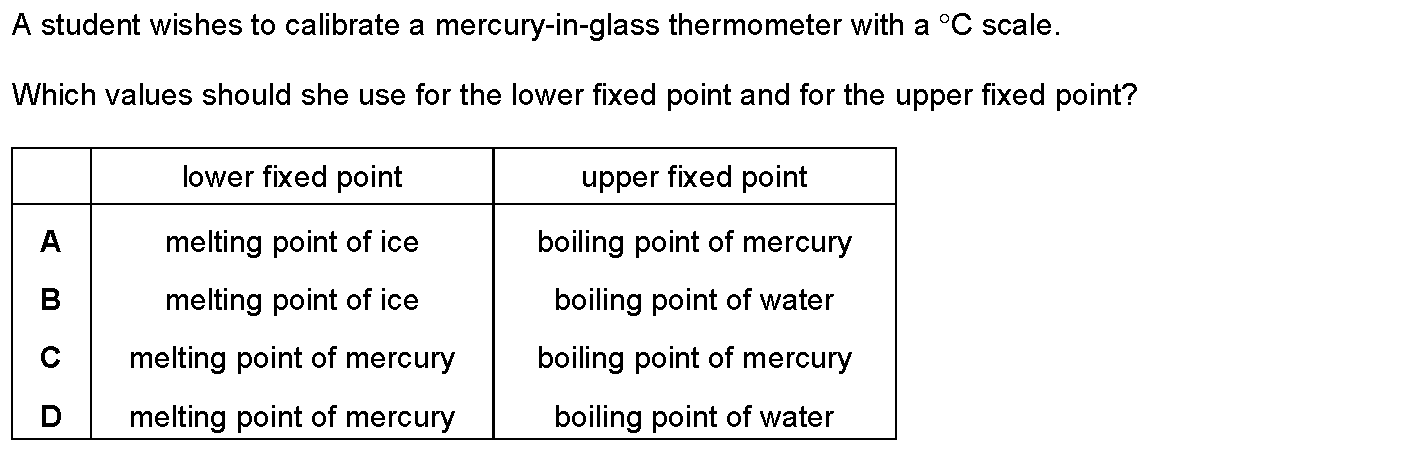 A student wishes to calibrate a mercury-in-glass thermometer with a °C scale.
Which values should she use for the lower fixed point and for the upper fixed point?
lower fixed point upper fixed point
A melting point of ice boiling point of mercury
B melting point of ice boiling point of water
C melting point of mercury boiling point of mercury
D melting point of mercury boiling point of water